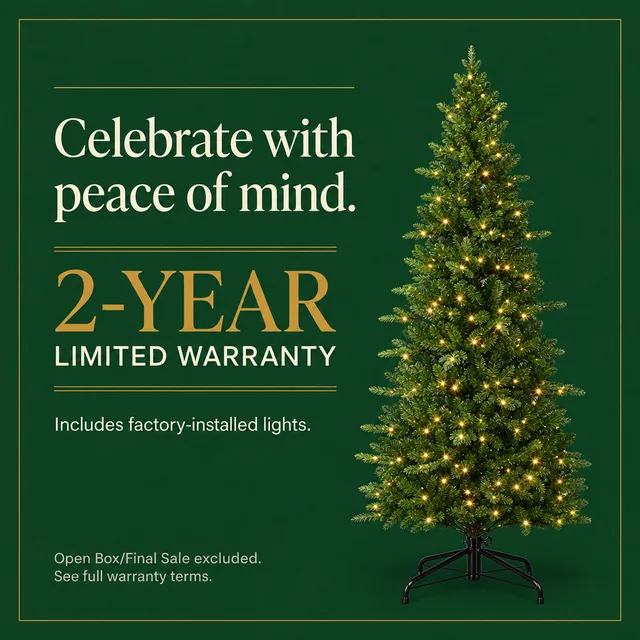 Celebrate with
peace of mind.
2-YEAR
LIMITED WARRANTY
Includes factory-installed lights.
Open Box/Final Sale excluded.
See full warranty terms.